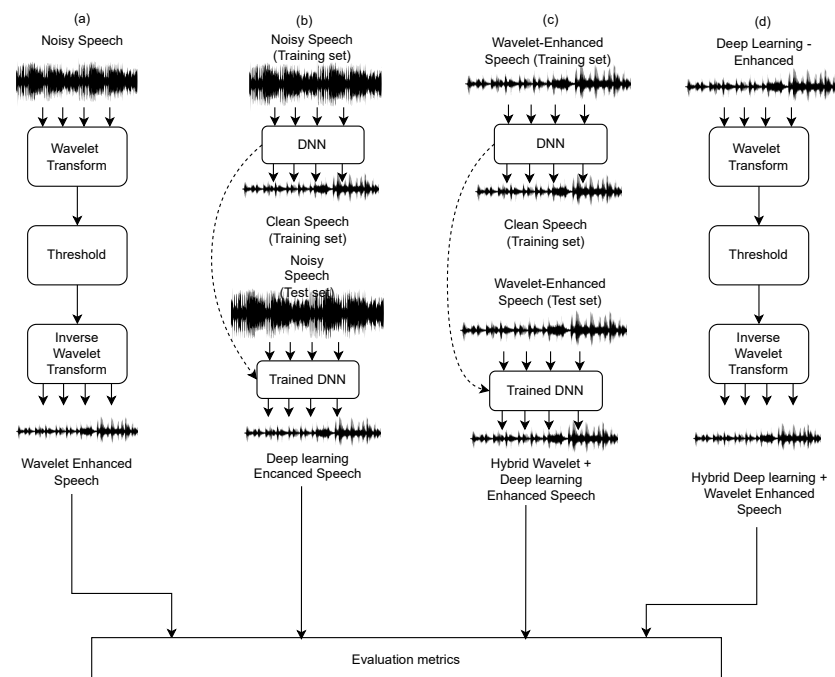 (a)
Noisy Speech
Wavelet
Transform
Threshold
Inverse
Wavelet
Transform
Wavelet Enhanced
Speech
(b)
Noisy Speech
(Training set)
DNN
Clean Speech
(Training set)
Noisy
Speech
(Test set)
Trained DNN
Deep learning
Encanced Speech
(c)
Wavelet-Enhanced
Speech (Training set)
DNN
Clean Speech
(Training set)
Wavelet-Enhanced
Speech (Test set)
Trained DNN
Hybrid Wavelet +
Deep learning
Enhanced Speech
(d)
Deep Learning -
Enhanced
Wavelet
Transform
Threshold
Inverse
Wavelet
Transform
Hybrid Deep learning +
Wavelet Enhanced
Speech
Evaluation metrics